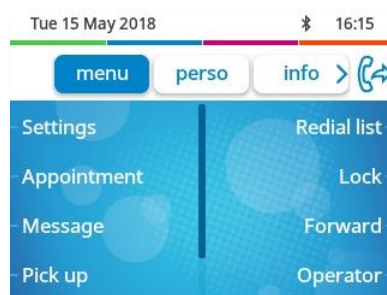 Tue 15 May 2018 16:15
menu perso info
Settings Redial list
Appointment Lock
Message Forward
Pick up Operator